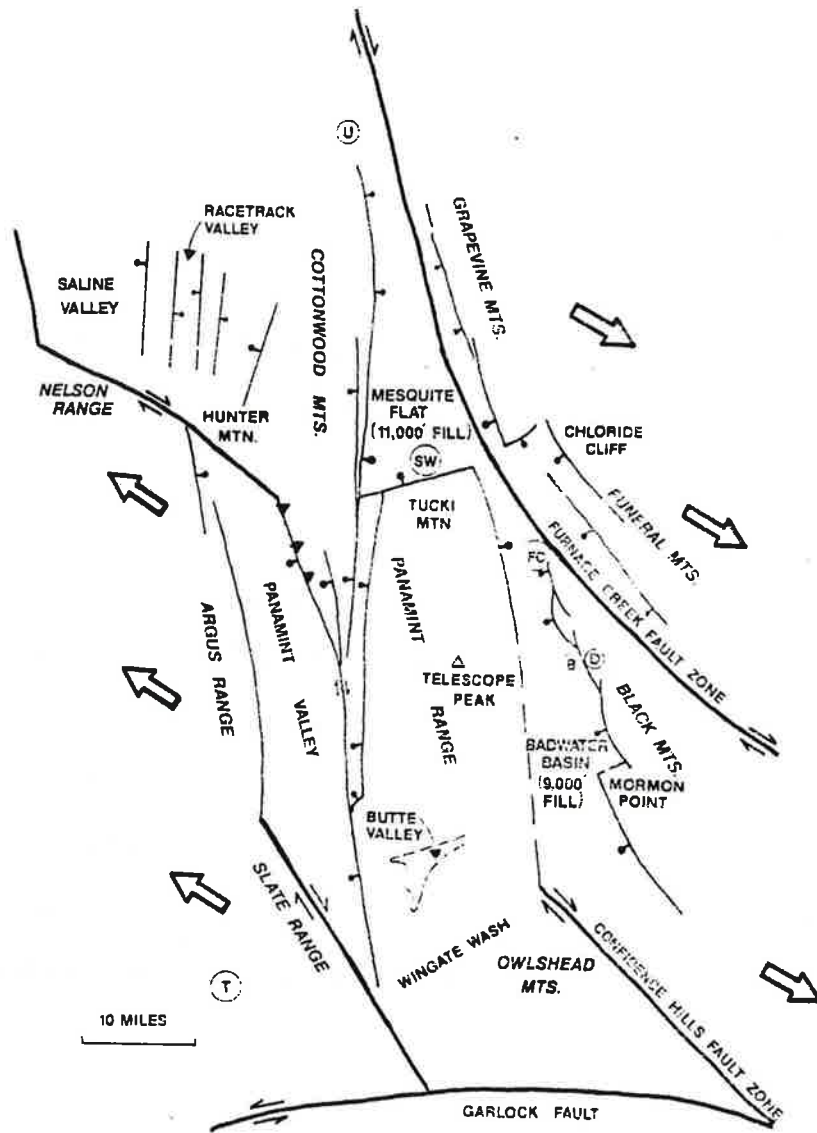 U
RACETRACK
VALLEY
SALINE
VALLEY
COTTONWOOD MTS.
GRAPEVINE MTS.
NELSON
RANGE
HUNTER
MTN.
MESQUITE
FLAT
(11,000' FILL)
SW
CHLORIDE
CLIFF
TUCKI
MTN
FUNERAL MTS.
FURNACE CREEK FAULT ZONE
FC
ARGUS RANGE
PANAMINT VALLEY
PANAMINT RANGE
TELESCOPE
PEAK
B
D
BLACK MTS.
BADWATER
BASIN
(9,000'
FILL)
MORMON
POINT
BUTTE
VALLEY
SLATE RANGE
WINGATE WASH
OWLSHEAD
MTS.
CONFIDENCE HILLS FAULT ZONE
T
10 MILES
GARLOCK FAULT